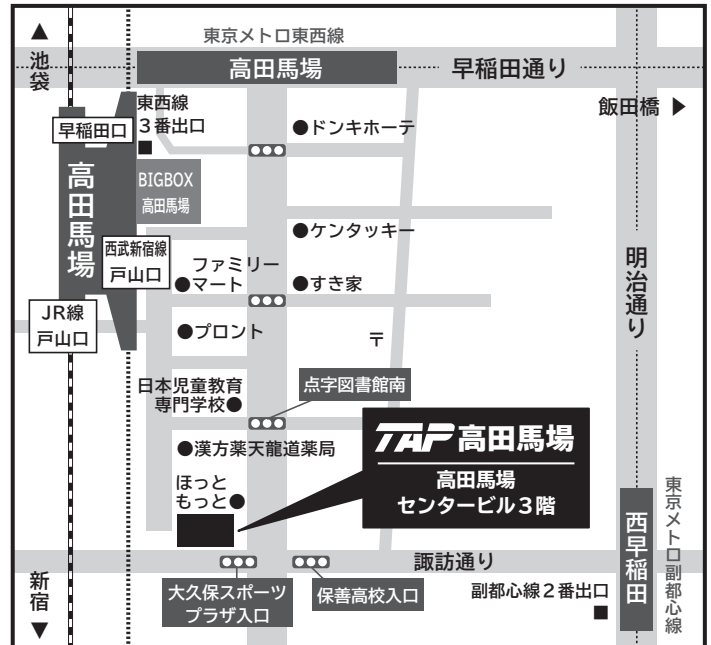 ▲
池袋
東京メトロ東西線
高田馬場
早稲田通り
飯田橋 ▶
東西線
3番出口
早稲田口
●ドンキホーテ
高田馬場
BIGBOX
高田馬場
●ケンタッキー
西武新宿線
戸山口
ファミリー
●マート
●すき家
明治通り
JR線
戸山口
●プロント
〒
日本児童教育
専門学校●
点字図書館南
●漢方薬天龍道薬局
TAP高田馬場
高田馬場
センタービル3階
ほっと
もっと●
西早稲田
東京メトロ副都心線
諏訪通り
新宿
▼
大久保スポーツ
プラザ入口
保善高校入口
副都心線2番出口